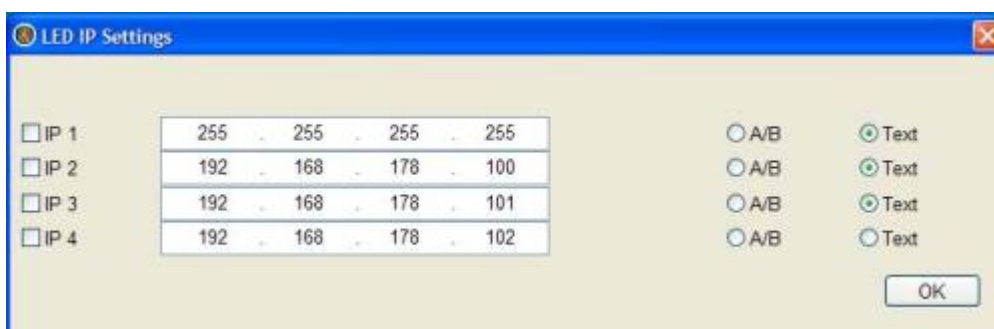 LED IP Settings
IP 1 255 . 255 . 255 . 255 A/B Text
IP 2 192 . 168 . 178 . 100 A/B Text
IP 3 192 . 168 . 178 . 101 A/B Text
IP 4 192 . 168 . 178 . 102 A/B Text
OK